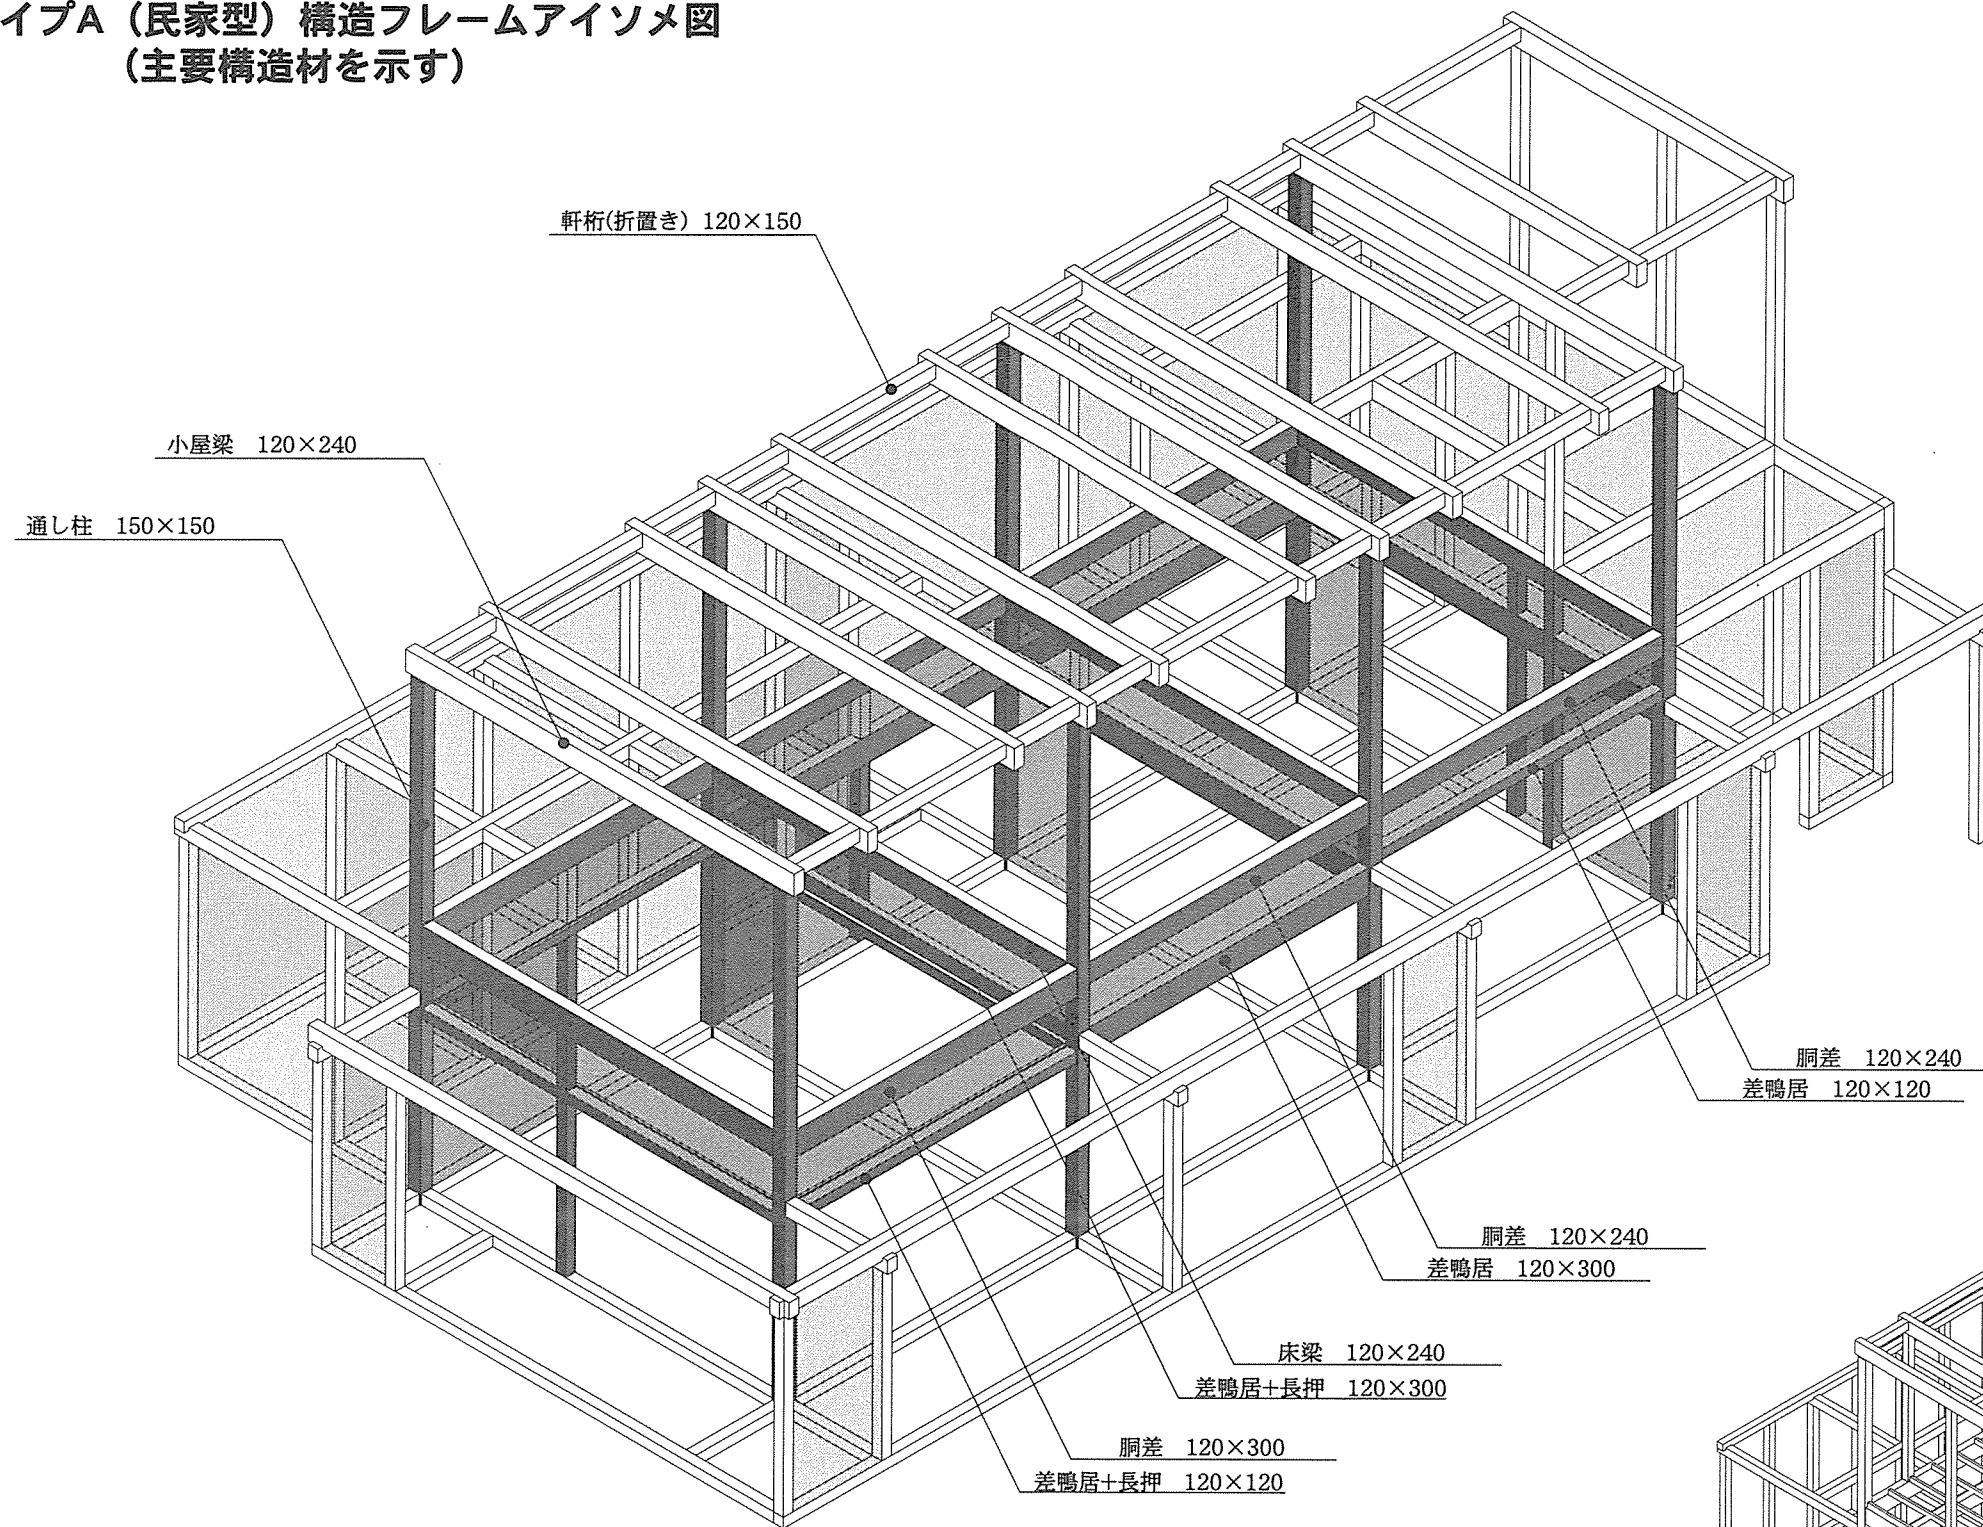 イプA（民家型）構造フレームアイソメ図
（主要構造材を示す）
軒桁(折置き) 120×150
小屋梁 120×240
通し柱 150×150
胴差 120×240
差鴨居 120×120
胴差 120×240
差鴨居 120×300
床梁 120×240
差鴨居+長押 120×300
胴差 120×300
差鴨居+長押 120×120